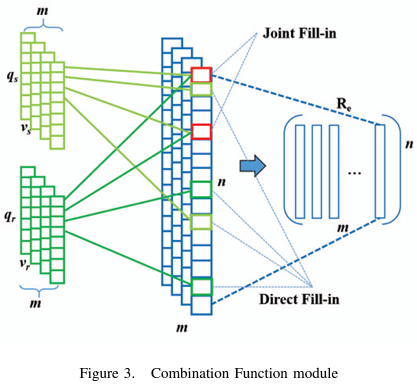 m
Joint Fill-in
q_s
v_s
R_e
n
n
...
q_r
m
v_r
Direct Fill-in
m
m
Figure 3. Combination Function module